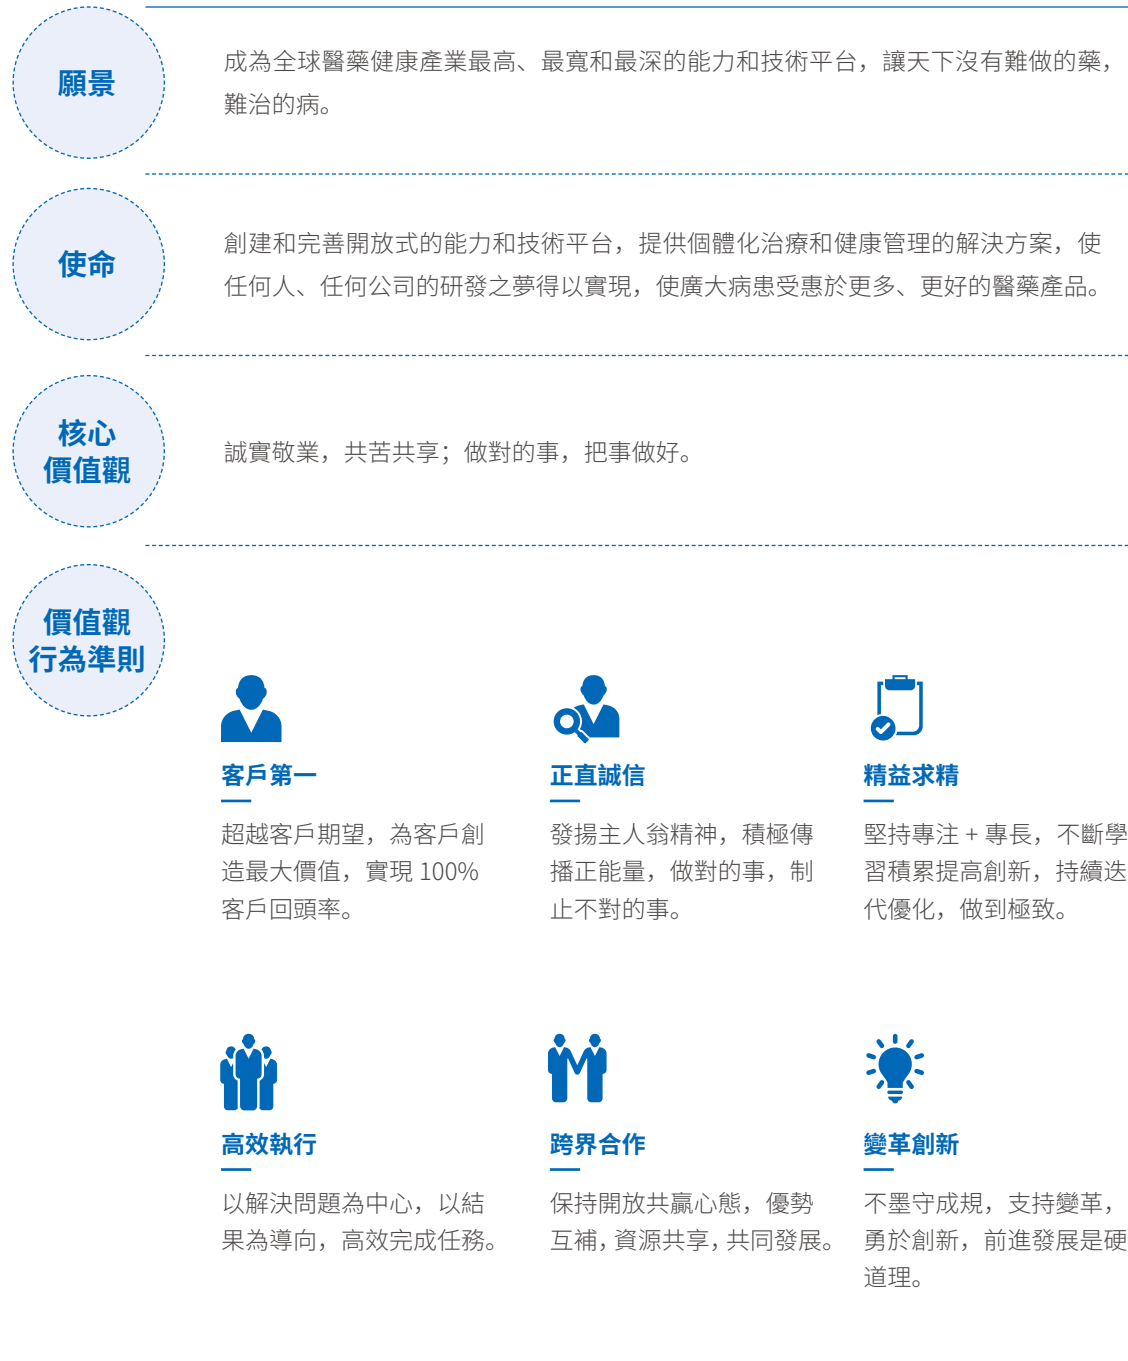 願景
成為全球醫藥健康產業最高、最寬和最深的能力和技術平台，讓天下沒有難做的藥，
難治的病。
使命
創建和完善開放式的能力和技術平台，提供個體化治療和健康管理的解決方案，使
任何人、任何公司的研發之夢得以實現，使廣大病患受惠於更多、更好的醫藥產品。
核心
價值觀
誠實敬業，共苦共享；做對的事，把事做好。
價值觀
行為準則
客戶第一
超越客戶期望，為客戶創
造最大價值，實現 100%
客戶回頭率。
正直誠信
發揚主人翁精神，積極傳
播正能量，做對的事，制
止不對的事。
精益求精
堅持專注 + 專長，不斷學
習積累提高創新，持續迭
代優化，做到極致。
高效執行
以解決問題為中心，以結
果為導向，高效完成任務。
跨界合作
保持開放共贏心態，優勢
互補，資源共享，共同發展。
變革創新
不墨守成規，支持變革，
勇於創新，前進發展是硬
道理。